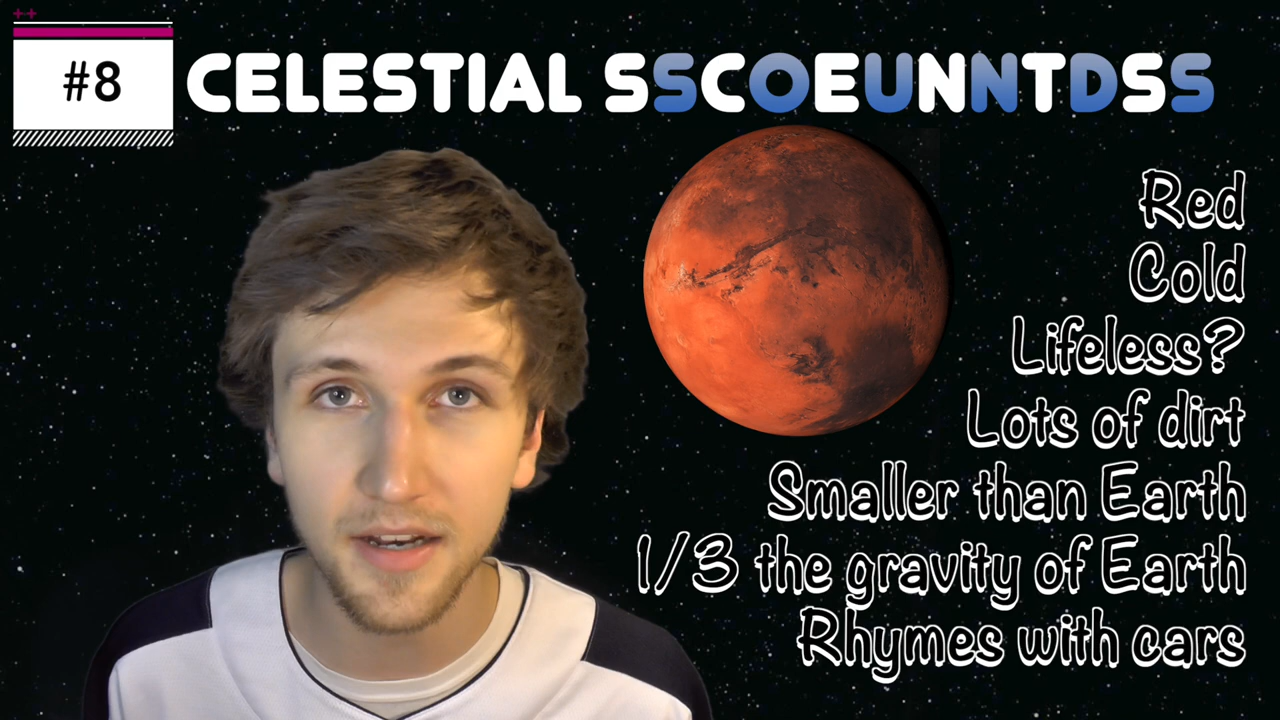 ++
#8
CELESTIAL SSCOEUNNTDSS
Red
Cold
Lifeless?
Lots of dirt
Smaller than Earth
1/3 the gravity of Earth
Rhymes with cars